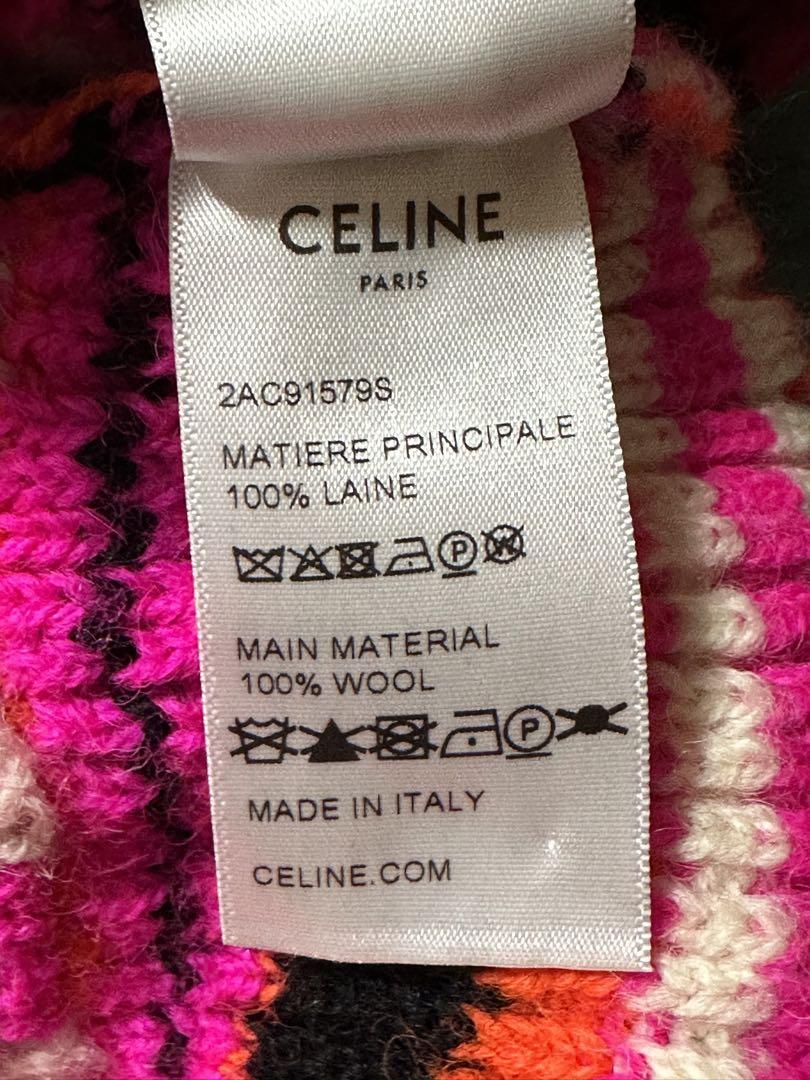 CELINE
PARIS
2AC91579S
MATIERE PRINCIPALE
100% LAINE
P W
MAIN MATERIAL
100% WOOL
P
MADE IN ITALY
CELINE.COM